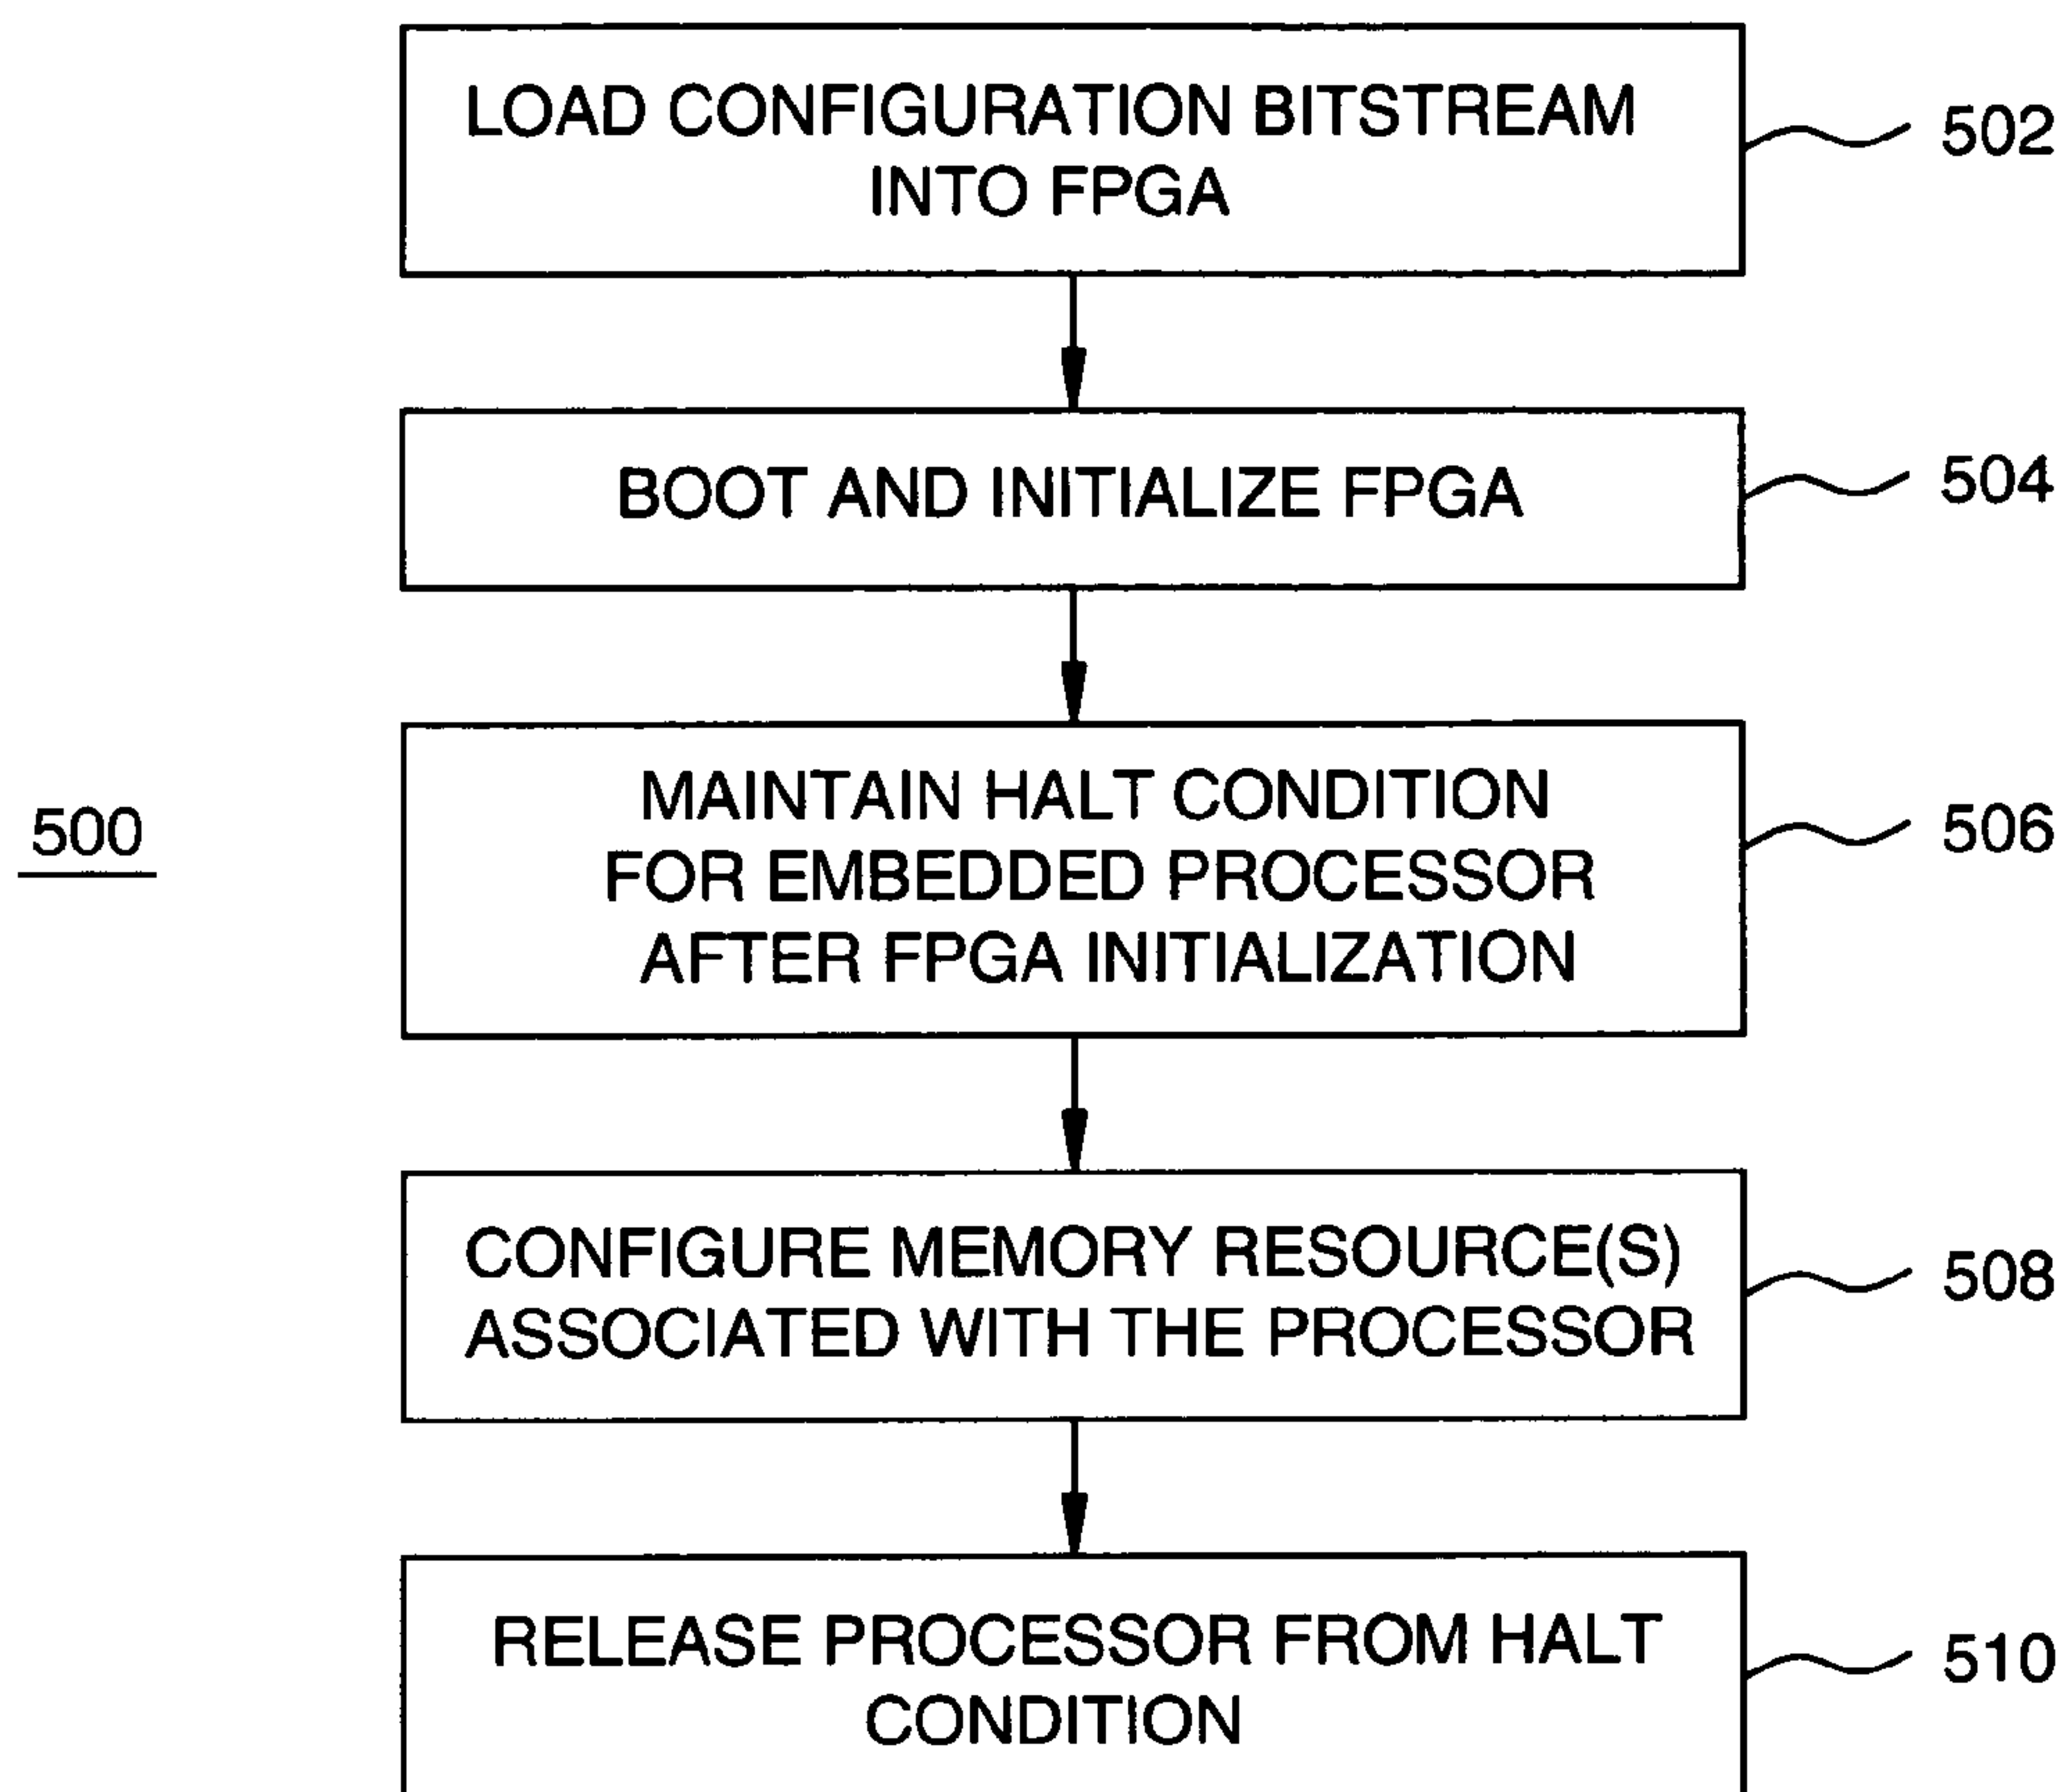 LOAD CONFIGURATION BITSTREAM
INTO FPGA
502
BOOT AND INITIALIZE FPGA
504
500
MAINTAIN HALT CONDITION
FOR EMBEDDED PROCESSOR
AFTER FPGA INITIALIZATION
506
CONFIGURE MEMORY RESOURCE(S)
ASSOCIATED WITH THE PROCESSOR
508
RELEASE PROCESSOR FROM HALT
CONDITION
510